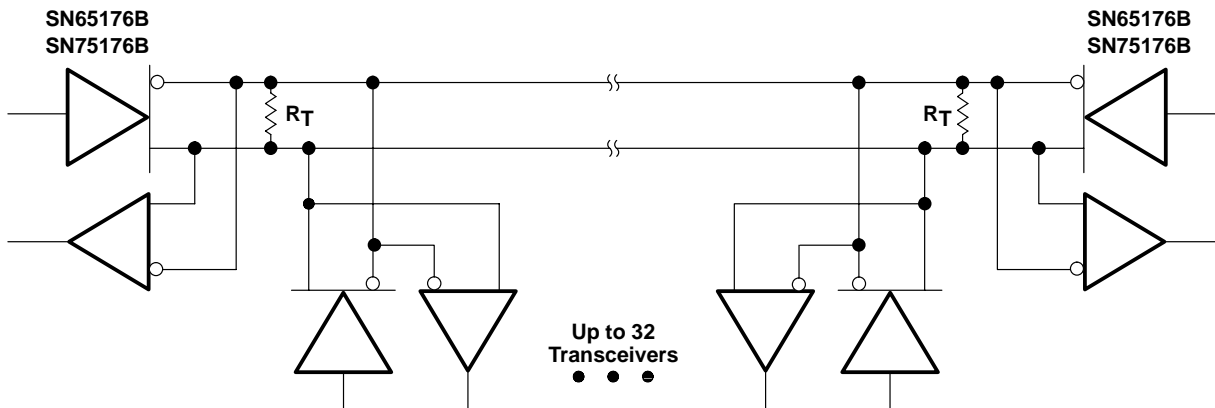 SN65176B
SN75176B
SN65176B
SN75176B
RT
RT
Up to 32
Transceivers